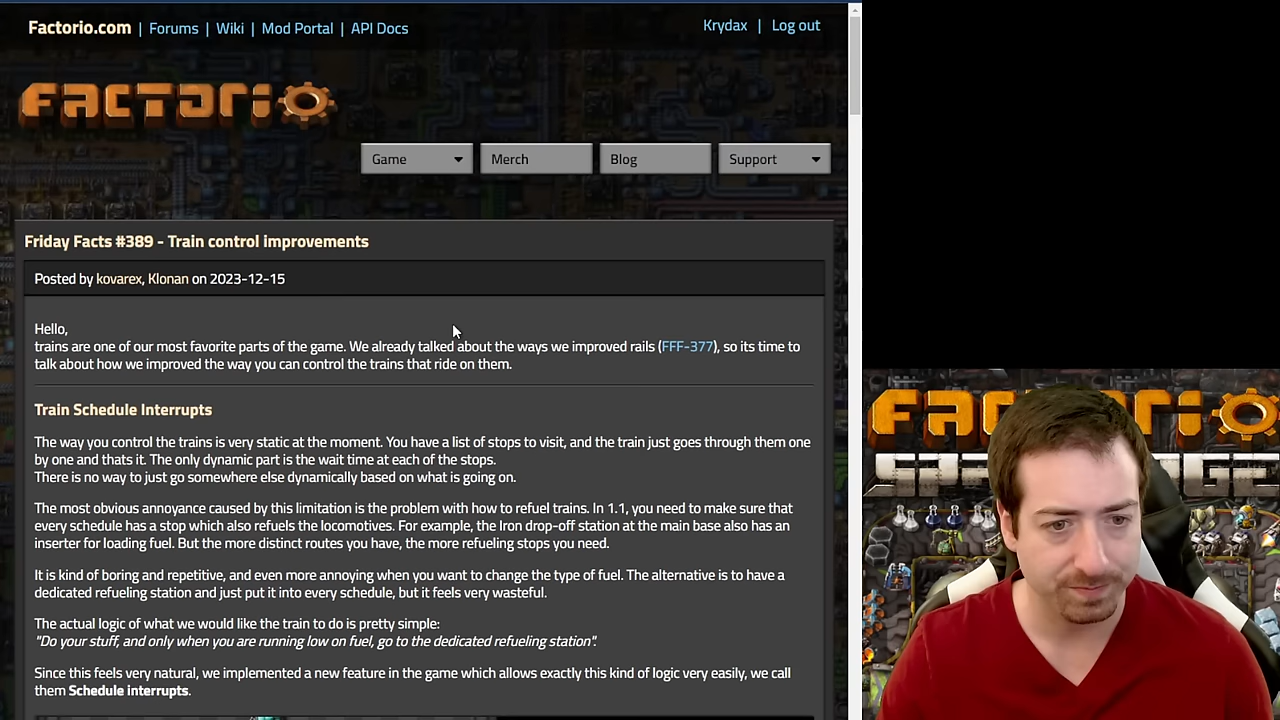 Factorio.com | Forums | Wiki | Mod Portal | API Docs
Krydax | Log out
FACTORIO
Game
Merch
Blog
Support
Friday Facts #389 - Train control improvements
Posted by kovarex, Klonan on 2023-12-15
Hello,
trains are one of our most favorite parts of the game. We already talked about the ways we improved rails (FFF-377), so its time to
talk about how we improved the way you can control the trains that ride on them.
Train Schedule Interrupts
The way you control the trains is very static at the moment. You have a list of stops to visit, and the train just goes through them one
by one and thats it. The only dynamic part is the wait time at each of the stops.
There is no way to just go somewhere else dynamically based on what is going on.
The most obvious annoyance caused by this limitation is the problem with how to refuel trains. In 1.1, you need to make sure that
every schedule has a stop which also refuels the locomotives. For example, the Iron drop-off station at the main base also has an
inserter for loading fuel. But the more distinct routes you have, the more refueling stops you need.
It is kind of boring and repetitive, and even more annoying when you want to change the type of fuel. The alternative is to have a
dedicated refueling station and just put it into every schedule, but it feels very wasteful.
The actual logic of what we would like the train to do is pretty simple:
"Do your stuff, and only when you are running low on fuel, go to the dedicated refueling station".
Since this feels very natural, we implemented a new feature in the game which allows exactly this kind of logic very easily, we call
them Schedule interrupts.